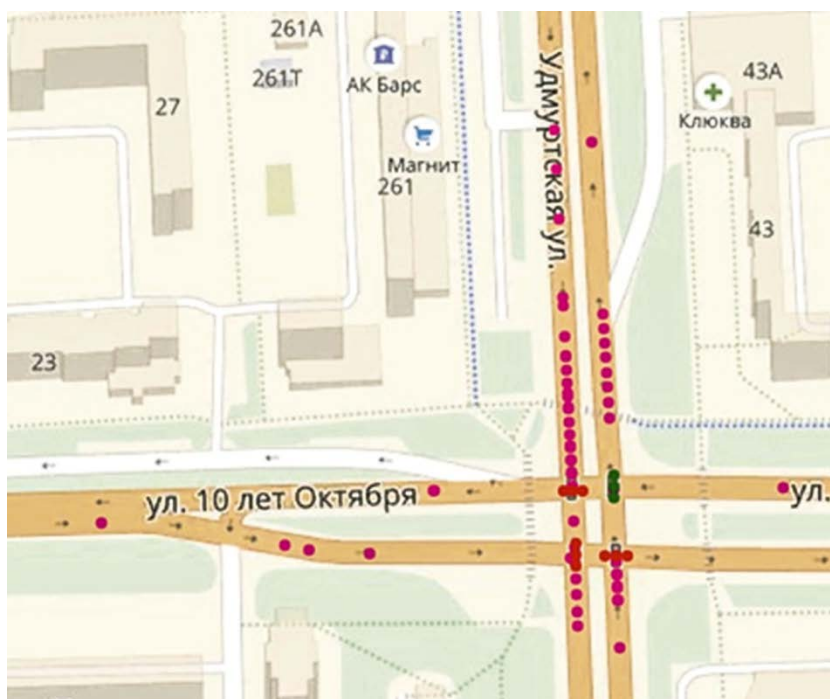 261А
АК Барс
261Т
27
43А
Клюква
Магнит
261
Удмуртская ул.
43
23
ул. 10 лет Октября
ул.